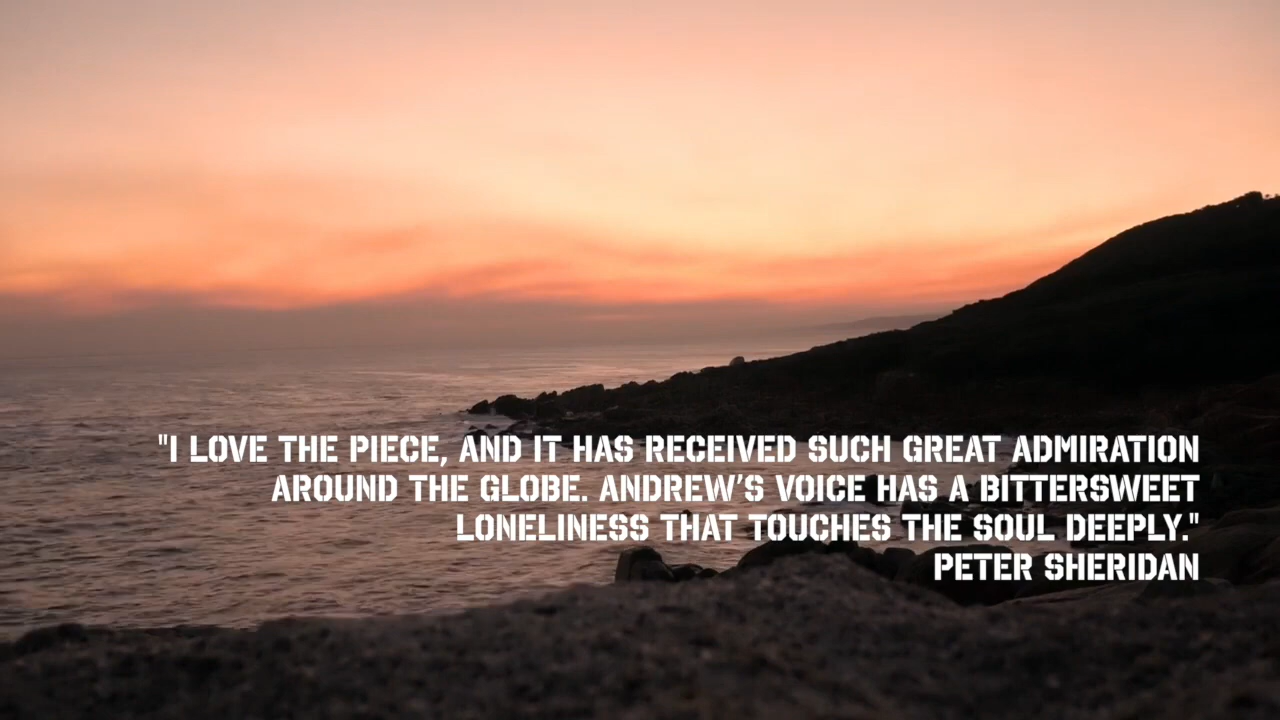 "I LOVE THE PIECE, AND IT HAS RECEIVED SUCH GREAT ADMIRATION
AROUND THE GLOBE. ANDREW'S VOICE HAS A BITTERSWEET
LONELINESS THAT TOUCHES THE SOUL DEEPLY."
PETER SHERIDAN